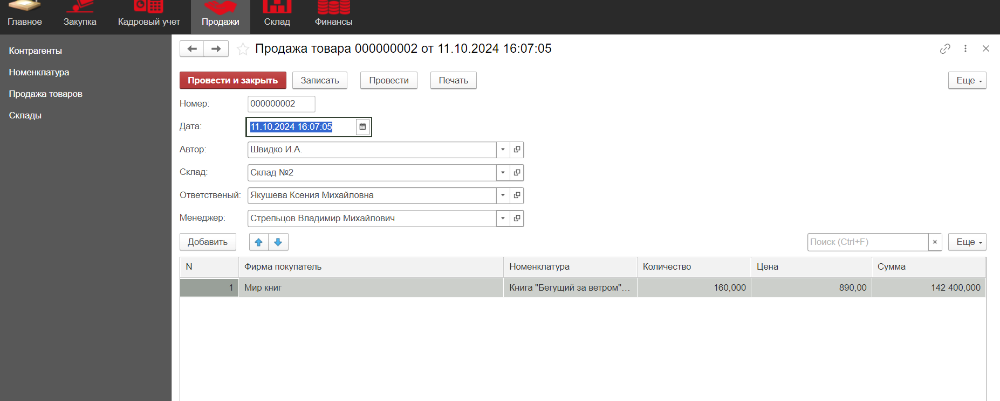 Главное Закупка Кадровый учет Продажи Склад Финансы
Контрагенты
Номенклатура
Продажа товаров
Склады
Продажа товара 000000002 от 11.10.2024 16:07:05
Провести и закрыть Записать Провести Печать Еще
Номер: 000000002
Дата: 11.10.2024 16:07:05
Автор: Швидко И.А.
Склад: Склад №2
Ответственый: Якушева Ксения Михайловна
Менеджер: Стрельцов Владимир Михайлович
Добавить Поиск (Ctrl+F) × Еще
N Фирма покупатель Номенклатура Количество Цена Сумма
1 Мир книг Книга "Бегущий за ветром"... 160,000 890,00 142 400,000